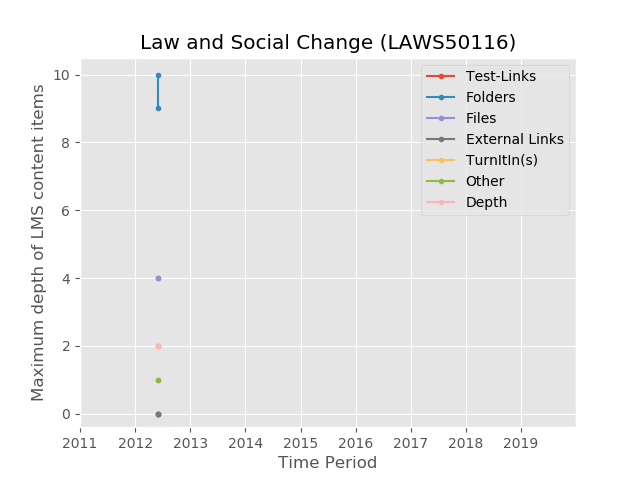 Law and Social Change (LAWS50116)
Maximum depth of LMS content items
10
8
6
4
2
0
Test-Links
Folders
Files
External Links
TurnItIn(s)
Other
Depth
2011 2012 2013 2014 2015 2016 2017 2018 2019
Time Period